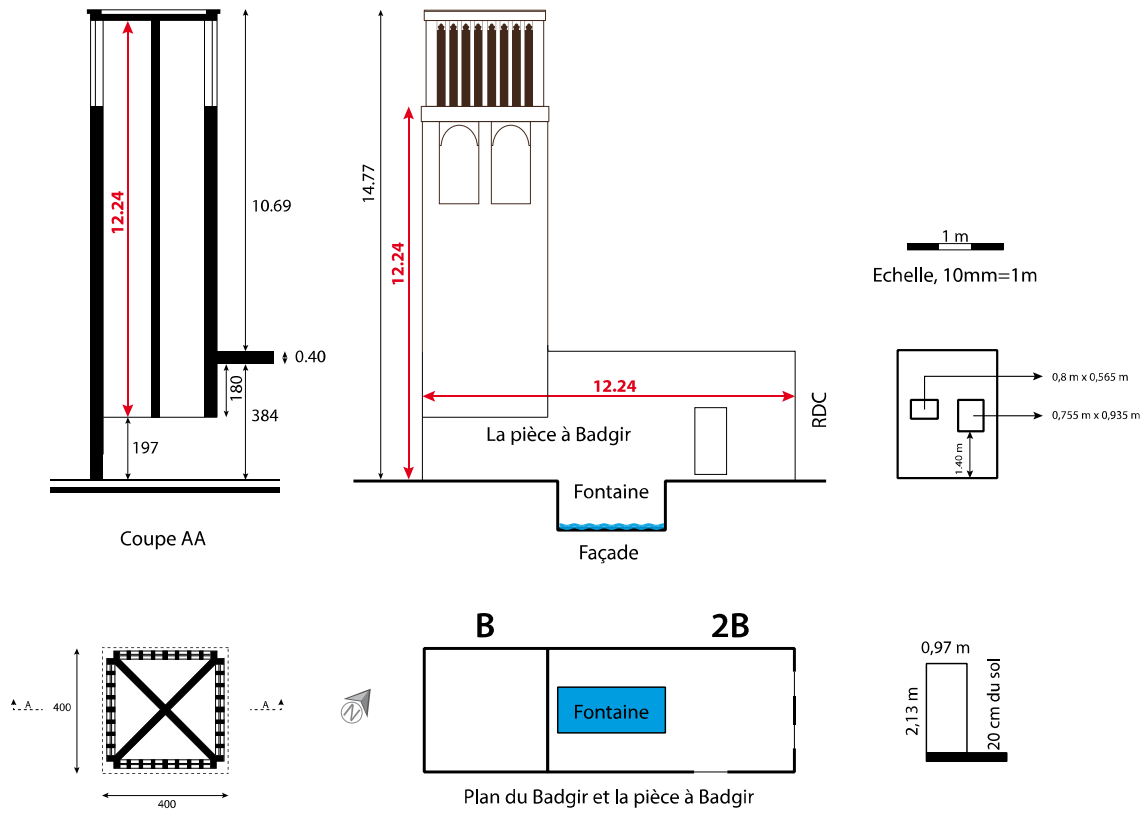 12.24
10.69
0.40
180
384
197
Coupe AA
14.77
12.24
12.24
La pièce à Badgir
RDC
Fontaine
Façade
1 m
Echelle, 10mm=1m
0,8 m x 0,565 m
0,755 m x 0,935 m
1.40 m
A
400
A
400
N
B
2B
Fontaine
Plan du Badgir et la pièce à Badgir
0,97 m
2,13 m
20 cm du sol